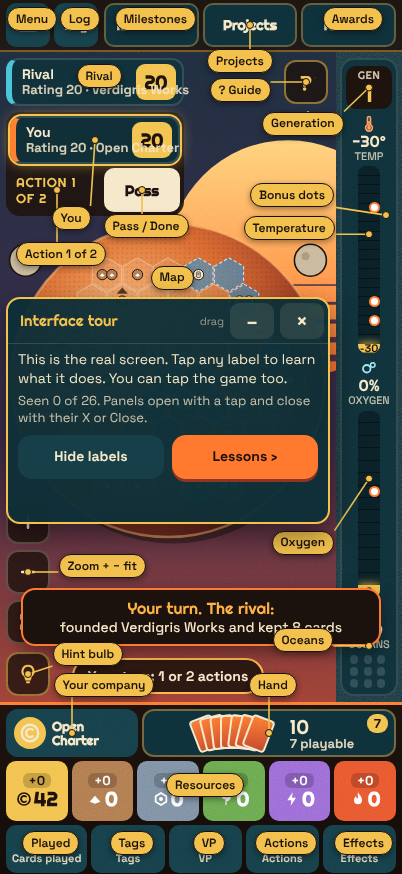 Menu
Log
Milestones
Projects
Awards
Projects
? Guide
Rival
Rating 20 · Verdigris Works
Rival
20
?
Generation
GEN
1
-30°
TEMP
You
Rating 20 · Open Charter
20
ACTION 1
OF 2
Pass
You
Pass / Done
Action 1 of 2
Bonus dots
Temperature
Map
Interface tour
drag
–
×
This is the real screen. Tap any label to learn
what it does. You can tap the game too.
Seen 0 of 26. Panels open with a tap and close
with their X or Close.
Hide labels
Lessons >
-30
0%
OXYGEN
Oxygen
Zoom + − fit
Your turn. The rival:
founded Verdigris Works and kept 8 cards
Oceans
Hint bulb
1 or 2 actions
Your company
Hand
Open
Charter
10
7 playable
7
Resources
+0
42
+0
0
+0
0
0
+0
0
+0
0
Played
Tags
VP
Actions
Effects
Cards played
Tags
VP
Actions
Effects